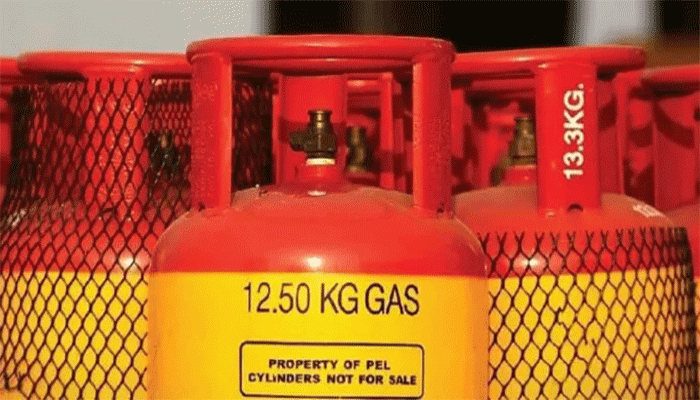 13.3KG.
12.50 KG GAS
PROPERTY OF PEL
CYLINDERS NOT FOR SALE